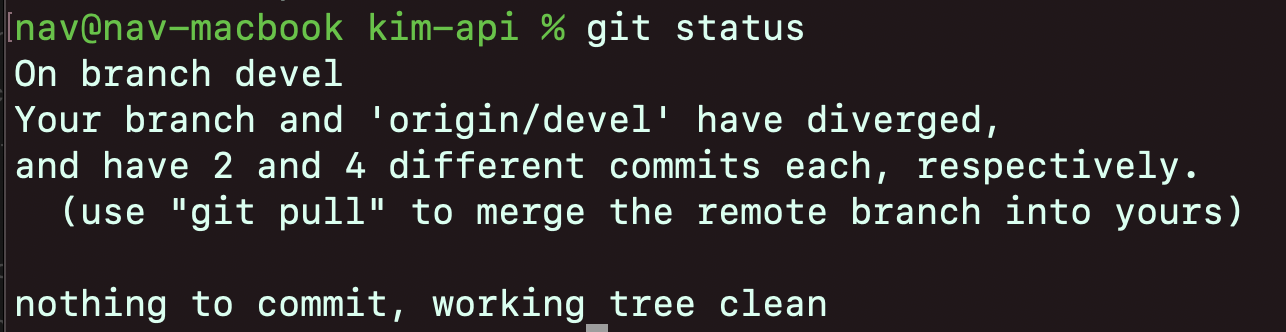 [nav@nav-macbook kim-api % git status
On branch devel
Your branch and 'origin/devel' have diverged,
and have 2 and 4 different commits each, respectively.
  (use "git pull" to merge the remote branch into yours)

nothing to commit, working tree clean